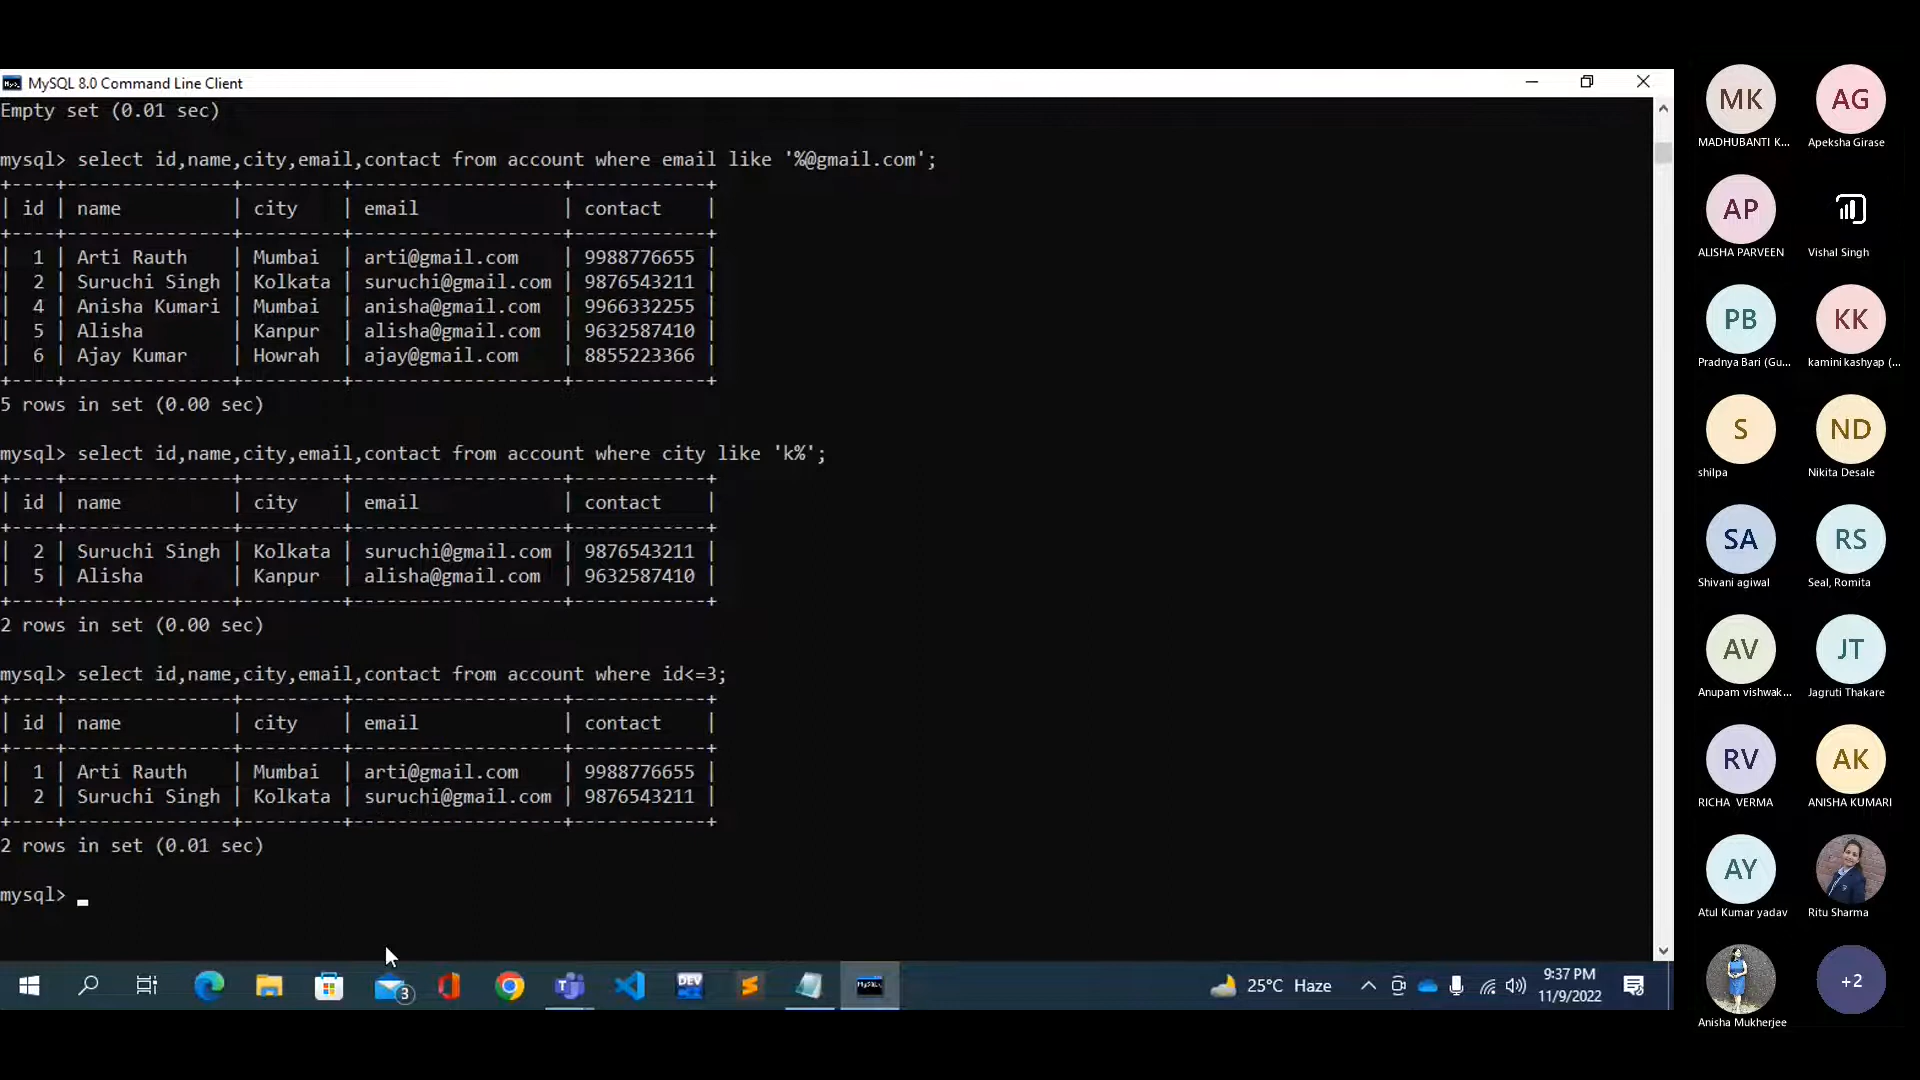 MySQL 8.0 Command Line Client
Empty set (0.01 sec)
mysql> select id,name,city,email,contact from account where email like '%@gmail.com';
+----+---------------+---------+-------------------+------------+
| id | name | city | email | contact |
+----+---------------+---------+-------------------+------------+
| 1 | Arti Rauth | Mumbai | arti@gmail.com | 9988776655 |
| 2 | Suruchi Singh | Kolkata | suruchi@gmail.com | 9876543211 |
| 4 | Anisha Kumari | Mumbai | anisha@gmail.com | 9966332255 |
| 5 | Alisha | Kanpur | alisha@gmail.com | 9632587410 |
| 6 | Ajay Kumar | Howrah | ajay@gmail.com | 8855223366 |
+----+---------------+---------+-------------------+------------+
5 rows in set (0.00 sec)
mysql> select id,name,city,email,contact from account where city like 'k%';
+----+---------------+---------+-------------------+------------+
| id | name | city | email | contact |
+----+---------------+---------+-------------------+------------+
| 2 | Suruchi Singh | Kolkata | suruchi@gmail.com | 9876543211 |
| 5 | Alisha | Kanpur | alisha@gmail.com | 9632587410 |
+----+---------------+---------+-------------------+------------+
2 rows in set (0.00 sec)
mysql> select id,name,city,email,contact from account where id<=3;
+----+---------------+---------+-------------------+------------+
| id | name | city | email | contact |
+----+---------------+---------+-------------------+------------+
| 1 | Arti Rauth | Mumbai | arti@gmail.com | 9988776655 |
| 2 | Suruchi Singh | Kolkata | suruchi@gmail.com | 9876543211 |
+----+---------------+---------+-------------------+------------+
2 rows in set (0.01 sec)
mysql> _
3
DEV
MySQL
25°C Haze
9:37 PM
11/9/2022
MK AG
MADHUBANTI K... Apeksha Girase
AP
ALISHA PARVEEN Vishal Singh
PB KK
Pradnya Bari (Gu... kamini kashyap (...
S ND
shilpa Nikita Desale
SA RS
Shivani agiwal Seal, Romita
AV JT
Anupam vishwak... Jagruti Thakare
RV AK
RICHA VERMA ANISHA KUMARI
AY
Atul Kumar yadav Ritu Sharma
+2
Anisha Mukherjee